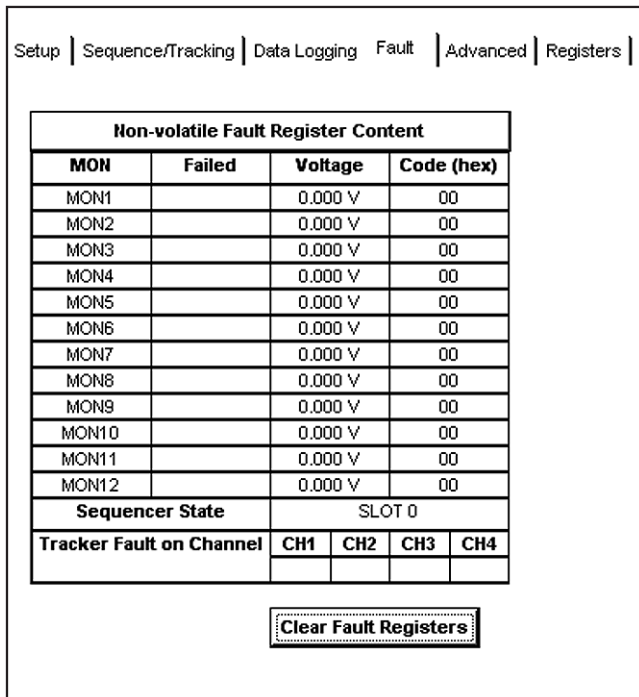 Setup Sequence/Tracking Data Logging Fault Advanced Registers
Non-volatile Fault Register Content
MON Failed Voltage Code (hex)
MON1 0.000 V 00
MON2 0.000 V 00
MON3 0.000 V 00
MON4 0.000 V 00
MON5 0.000 V 00
MON6 0.000 V 00
MON7 0.000 V 00
MON8 0.000 V 00
MON9 0.000 V 00
MON10 0.000 V 00
MON11 0.000 V 00
MON12 0.000 V 00
Sequencer State SLOT 0
Tracker Fault on Channel CH1 CH2 CH3 CH4
Clear Fault Registers